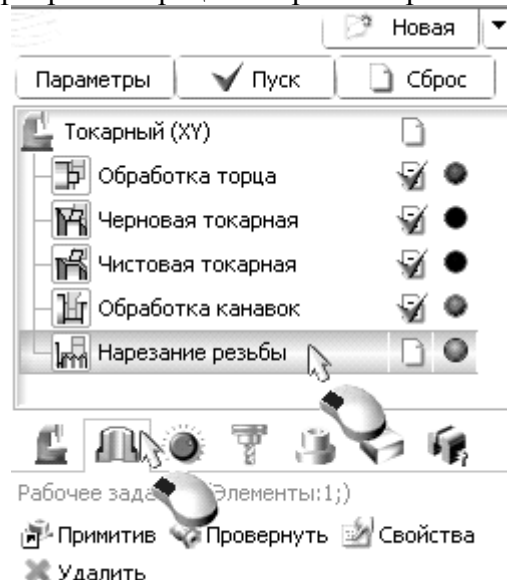 Новая
Параметры Пуск Сброс
Токарный (XY)
Обработка торца
Черновая токарная
Чистовая токарная
Обработка канавок
Нарезание резьбы
Рабочее зада Элементы:1;)
Примитив Провернуть Свойства
Удалить